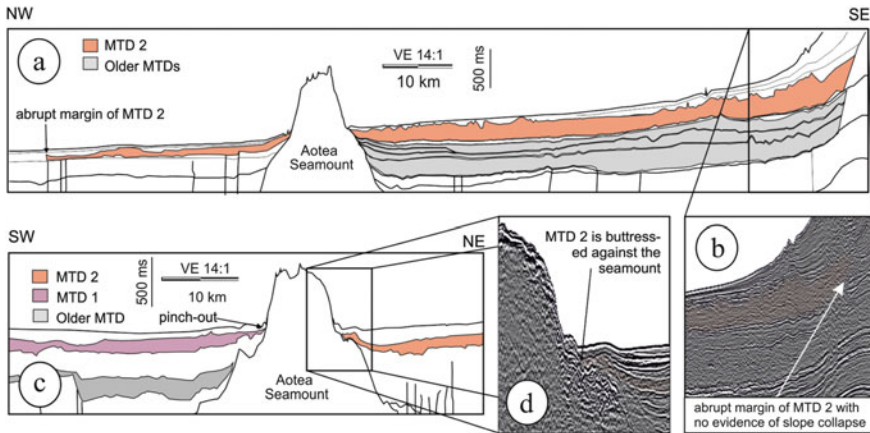 NW
SE
a
MTD 2
Older MTDs
VE 14:1
10 km
500 ms
abrupt margin of MTD 2
Aotea
Seamount
SW
NE
MTD 2
MTD 1
Older MTD
500 ms
VE 14:1
10 km
pinch-out
c
Aotea
Seamount
MTD 2 is buttress-
ed against the
seamount
d
b
abrupt margin of MTD 2 with
no evidence of slope collapse